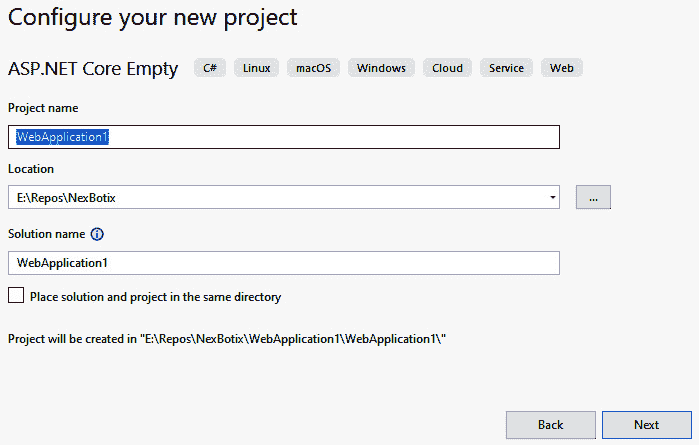 Configure your new project
ASP.NET Core Empty C# Linux macOS Windows Cloud Service Web
Project name
WebApplication1
Location
E:\Repos\NexBotix
...
Solution name
WebApplication1
Place solution and project in the same directory
Project will be created in "E:\Repos\NexBotix\WebApplication1\WebApplication1\"
Back Next